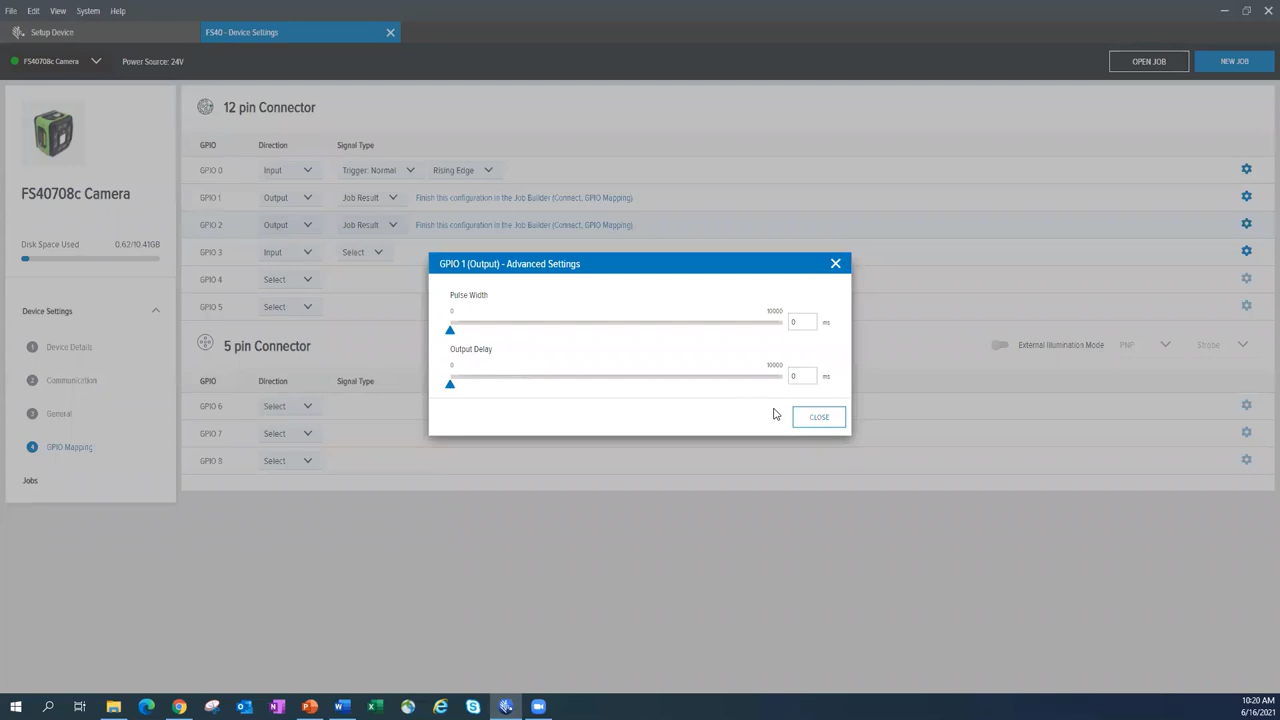 File Edit View System Help
Setup Device FS40 - Device Settings
FS40708c Camera Power Source: 24V OPEN JOB NEW JOB
12 pin Connector
GPIO Direction Signal Type
GPIO 0 Input Trigger: Normal Rising Edge
FS40708c Camera
GPIO 1 Output Job Result Finish this configuration in the Job Builder (Connect, GPIO Mapping)
GPIO 2 Output Job Result Finish this configuration in the Job Builder (Connect, GPIO Mapping)
Disk Space Used 0.62/10.41GB
GPIO 3 Input Select
GPIO 1 (Output) - Advanced Settings
GPIO 4 Select
Pulse Width
0 10000
0 ms
GPIO 5 Select
Device Settings
Output Delay
0 10000
0 ms
5 pin Connector External Illumination Mode PNP Strobe
1 Device Details
GPIO Direction Signal Type
2 Communication
GPIO 6 Select
3 General
CLOSE
GPIO 7 Select
4 GPIO Mapping
GPIO 8 Select
Jobs
10:20 AM
6/16/2021